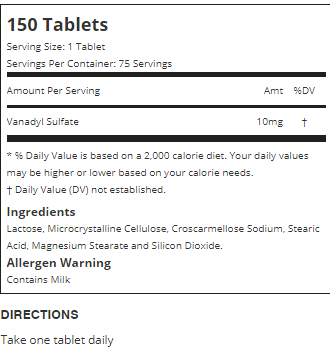 150 Tablets
Serving Size: 1 Tablet
Servings Per Container: 75 Servings
Amount Per Serving Amt %DV
Vanadyl Sulfate 10mg †
* % Daily Value is based on a 2,000 calorie diet. Your daily values
may be higher or lower based on your calorie needs.
† Daily Value (DV) not established.
Ingredients
Lactose, Microcrystalline Cellulose, Croscarmellose Sodium, Stearic
Acid, Magnesium Stearate and Silicon Dioxide.
Allergen Warning
Contains Milk
DIRECTIONS
Take one tablet daily